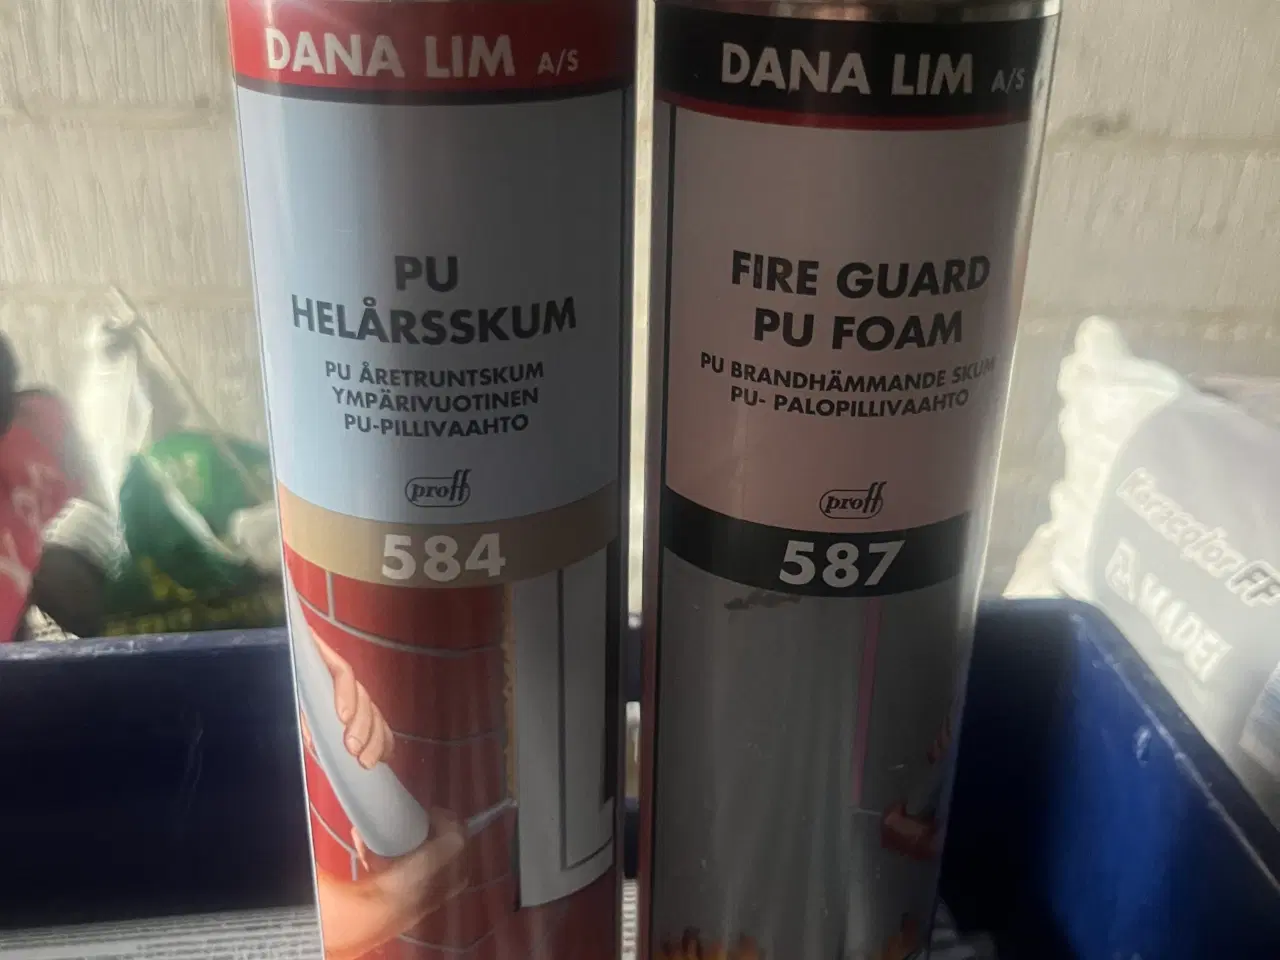 DANA LIM A/S
PU
HELÅRSSKUM
PU ÅRETRUNTSKUM
YMPÄRIVUOTINEN
PU-PILLIVAAHTO
proff
584
DANA LIM A/S
FIRE GUARD
PU FOAM
PU BRANDHÄMMANDE SKUM
PU- PALOPILLIVAAHTO
proff
587